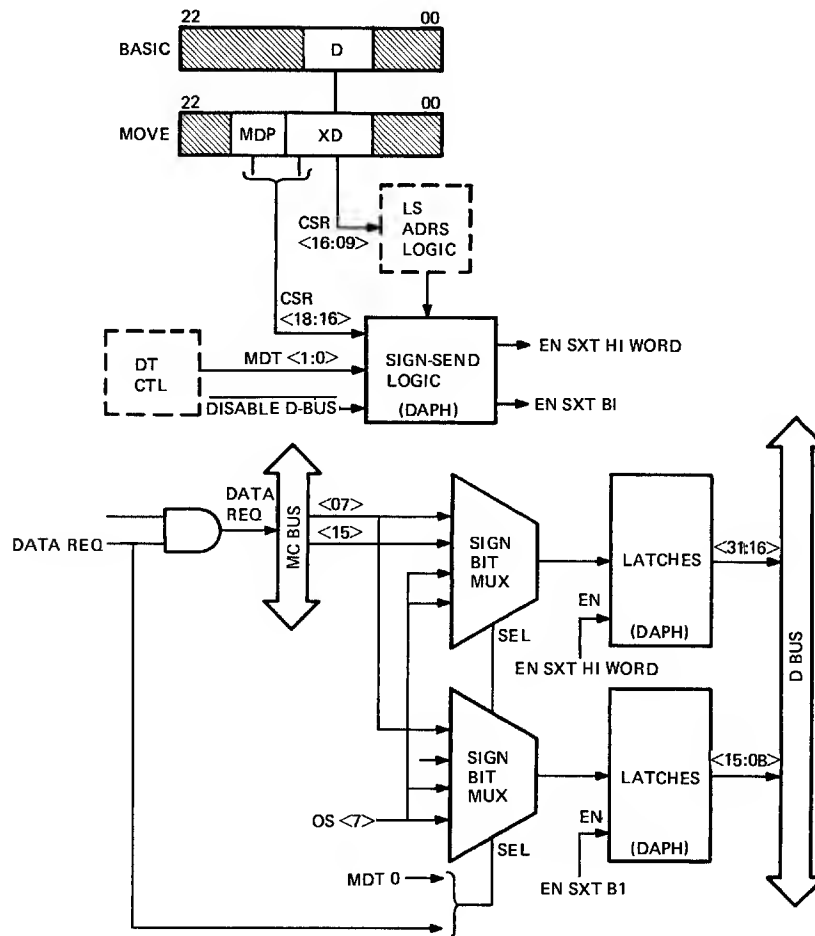 22 00
BASIC D
22 00
MOVE MDP XD
CSR
<16:09>
LS
ADRS
LOGIC
CSR
<18:16>
DT
CTL
MDT <1:0>
DISABLE D-BUS
SIGN-SEND
LOGIC
(DAPH)
EN SXT HI WORD
EN SXT BI
DATA REQ
DATA
REQ
MC BUS
<07>
<15>
SIGN
BIT
MUX
SEL
LATCHES
EN
(DAPH)
EN SXT HI WORD
<31:16>
D BUS
SIGN
BIT
MUX
OS <7>
SEL
LATCHES
EN
(DAPH)
EN SXT B1
<15:0B>
MDT 0